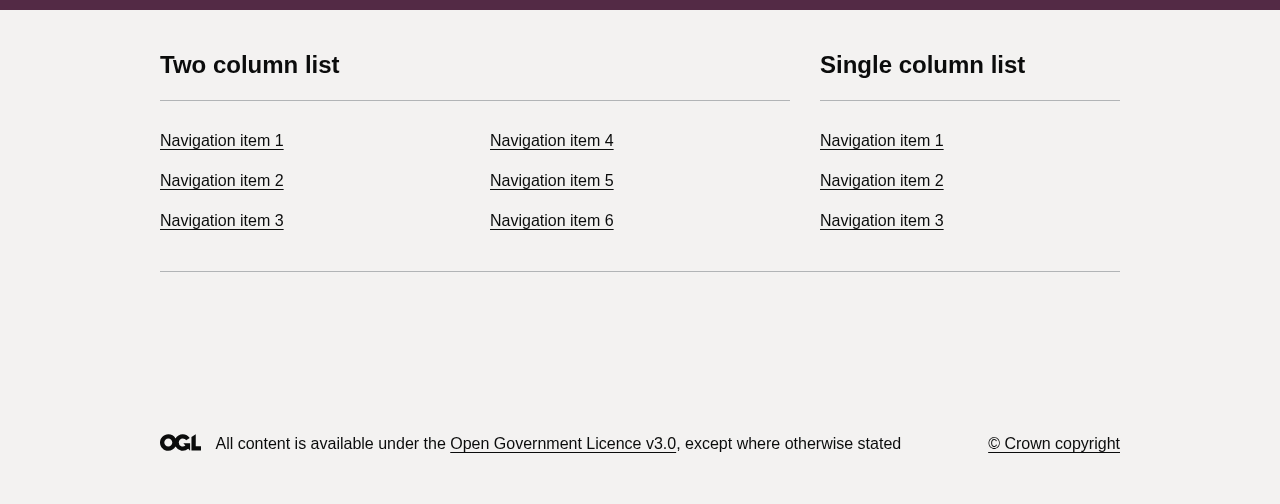 Two column list
Navigation item 1
Navigation item 2
Navigation item 3
Navigation item 4
Navigation item 5
Navigation item 6
Single column list
Navigation item 1
Navigation item 2
Navigation item 3
OGL All content is available under the Open Government Licence v3.0, except where otherwise stated
© Crown copyright